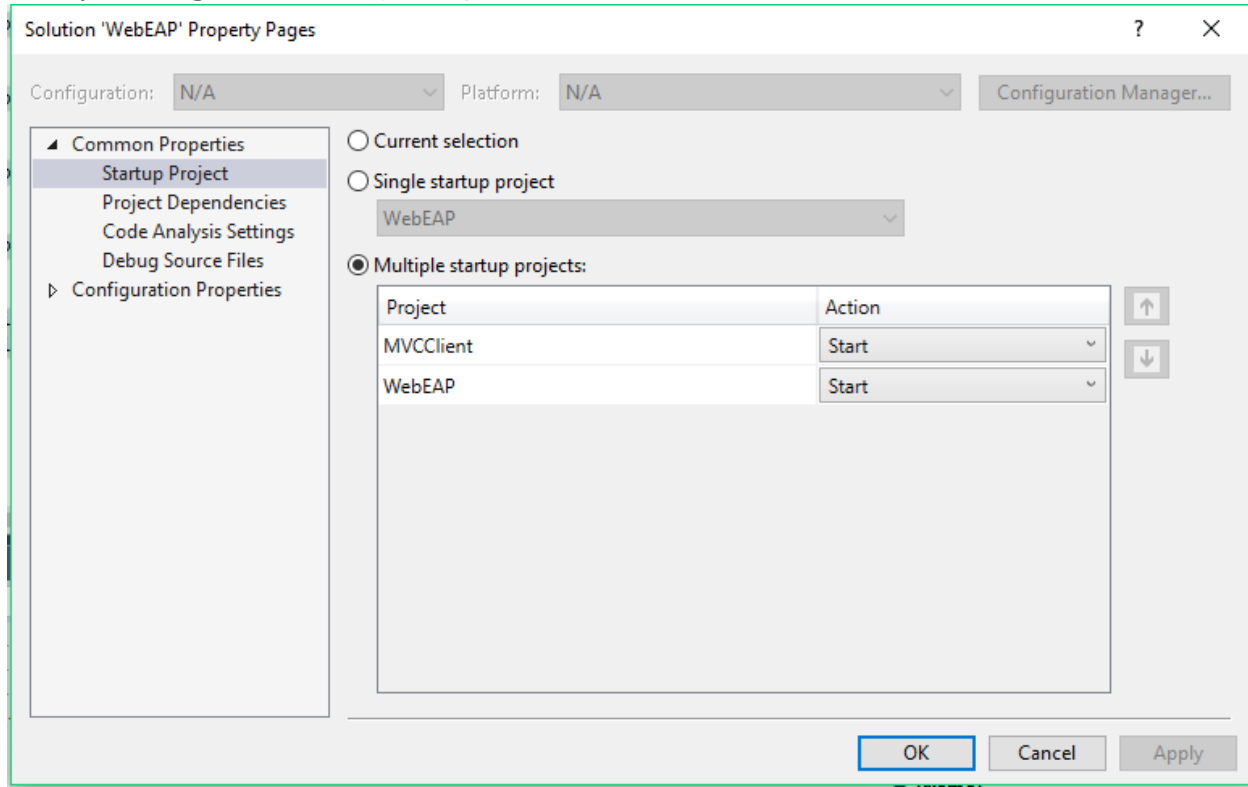 Solution 'WebEAP' Property Pages ?
Configuration: N/A Platform: N/A Configuration Manager...
Common Properties
Startup Project
Project Dependencies
Code Analysis Settings
Debug Source Files
Configuration Properties
Current selection
Single startup project
WebEAP
Multiple startup projects:
Project Action
MVCClient Start
WebEAP Start
OK Cancel Apply